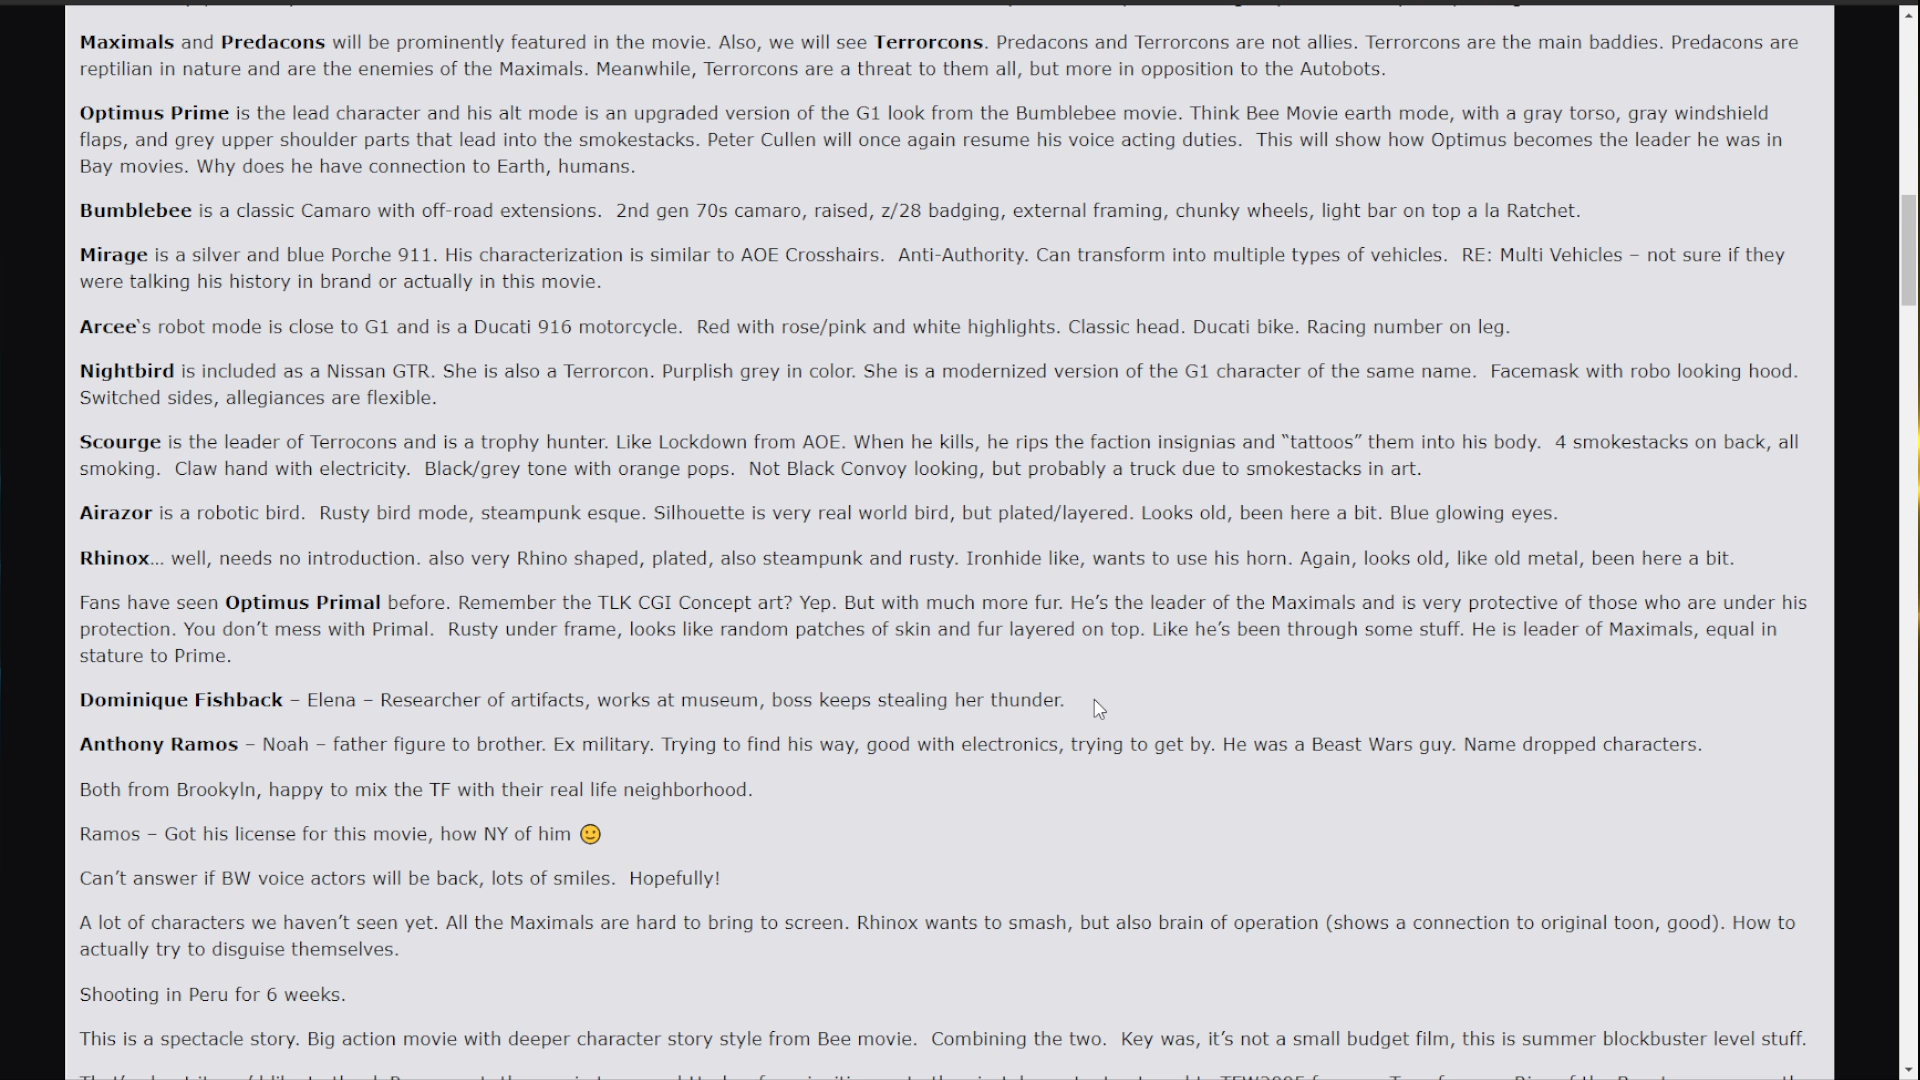 Maximals and Predacons will be prominently featured in the movie. Also, we will see Terrorcons. Predacons and Terrorcons are not allies. Terrorcons are the main baddies. Predacons are
reptilian in nature and are the enemies of the Maximals. Meanwhile, Terrorcons are a threat to them all, but more in opposition to the Autobots.
Optimus Prime is the lead character and his alt mode is an upgraded version of the G1 look from the Bumblebee movie. Think Bee Movie earth mode, with a gray torso, gray windshield
flaps, and grey upper shoulder parts that lead into the smokestacks. Peter Cullen will once again resume his voice acting duties.  This will show how Optimus becomes the leader he was in
Bay movies. Why does he have connection to Earth, humans.
Bumblebee is a classic Camaro with off-road extensions.  2nd gen 70s camaro, raised, z/28 badging, external framing, chunky wheels, light bar on top a la Ratchet.
Mirage is a silver and blue Porche 911. His characterization is similar to AOE Crosshairs.  Anti-Authority. Can transform into multiple types of vehicles.  RE: Multi Vehicles – not sure if they
were talking his history in brand or actually in this movie.
Arcee‛s robot mode is close to G1 and is a Ducati 916 motorcycle.  Red with rose/pink and white highlights. Classic head. Ducati bike. Racing number on leg.
Nightbird is included as a Nissan GTR. She is also a Terrorcon. Purplish grey in color. She is a modernized version of the G1 character of the same name.  Facemask with robo looking hood.
Switched sides, allegiances are flexible.
Scourge is the leader of Terrocons and is a trophy hunter. Like Lockdown from AOE. When he kills, he rips the faction insignias and “tattoos” them into his body.  4 smokestacks on back, all
smoking.  Claw hand with electricity.  Black/grey tone with orange pops.  Not Black Convoy looking, but probably a truck due to smokestacks in art.
Airazor is a robotic bird.  Rusty bird mode, steampunk esque. Silhouette is very real world bird, but plated/layered. Looks old, been here a bit. Blue glowing eyes.
Rhinox… well, needs no introduction. also very Rhino shaped, plated, also steampunk and rusty. Ironhide like, wants to use his horn. Again, looks old, like old metal, been here a bit.
Fans have seen Optimus Primal before. Remember the TLK CGI Concept art? Yep. But with much more fur. He’s the leader of the Maximals and is very protective of those who are under his
protection. You don’t mess with Primal.  Rusty under frame, looks like random patches of skin and fur layered on top. Like he’s been through some stuff. He is leader of Maximals, equal in
stature to Prime.
Dominique Fishback – Elena – Researcher of artifacts, works at museum, boss keeps stealing her thunder.
Anthony Ramos – Noah – father figure to brother. Ex military. Trying to find his way, good with electronics, trying to get by. He was a Beast Wars guy. Name dropped characters.
Both from Brookyln, happy to mix the TF with their real life neighborhood.
Ramos – Got his license for this movie, how NY of him 🙂
Can’t answer if BW voice actors will be back, lots of smiles.  Hopefully!
A lot of characters we haven’t seen yet. All the Maximals are hard to bring to screen. Rhinox wants to smash, but also brain of operation (shows a connection to original toon, good). How to
actually try to disguise themselves.
Shooting in Peru for 6 weeks.
This is a spectacle story. Big action movie with deeper character story style from Bee movie.  Combining the two.  Key was, it’s not a small budget film, this is summer blockbuster level stuff.